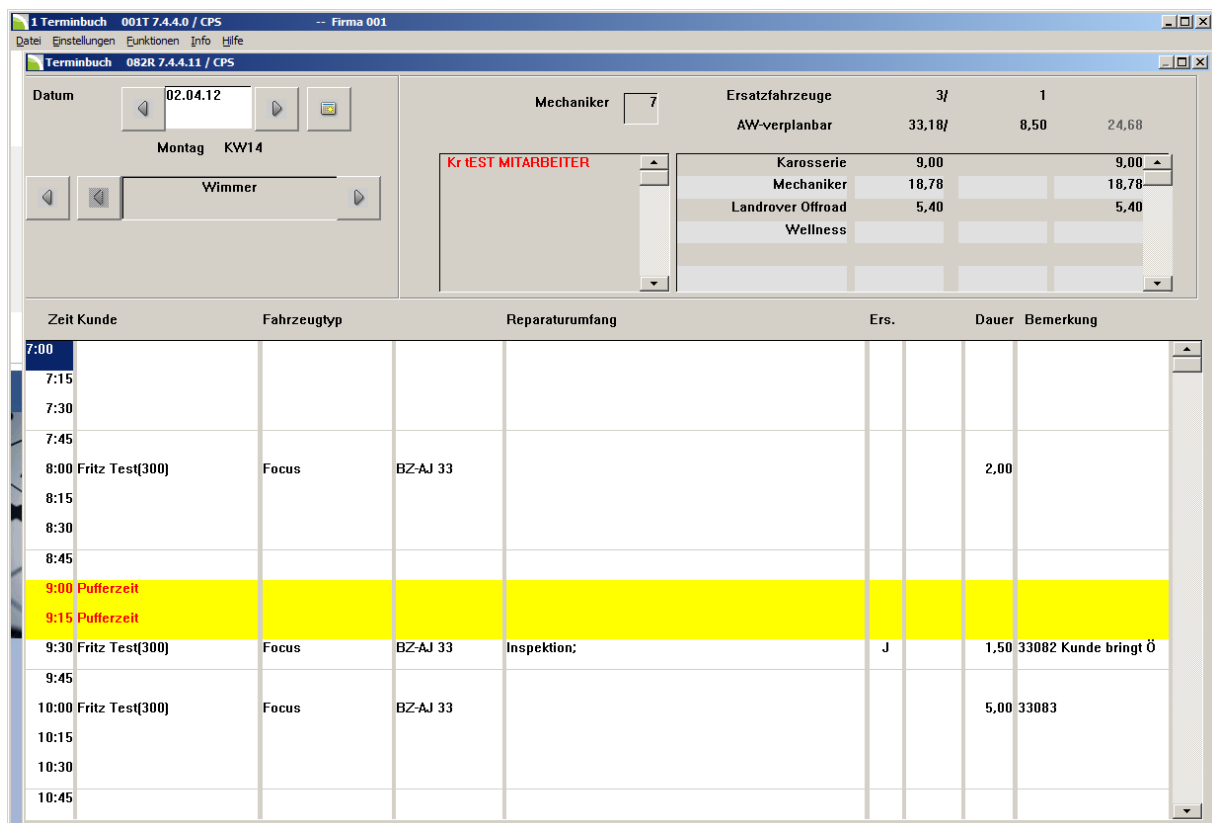 1 Terminbuch 001T 7.4.4.0 / CPS -- Firma 001
Datei Einstellungen Funktionen Info Hilfe
Terminbuch 082R 7.4.4.11 / CPS
Datum 02.04.12
Montag KW14
Wimmer
Mechaniker 7
Ersatzfahrzeuge 3/ 1
AW-verplanbar 33,18/ 8,50 24,68
Kr tEST MITARBEITER
Karosserie 9,00 9,00
Mechaniker 18,78 18,78
Landrover Offroad 5,40 5,40
Wellness
Zeit Kunde Fahrzeugtyp Reparaturumfang Ers. Dauer Bemerkung
7:00
7:15
7:30
7:45
8:00 Fritz Test(300) Focus BZ-AJ 33 2,00
8:15
8:30
8:45
9:00 Pufferzeit
9:15 Pufferzeit
9:30 Fritz Test(300) Focus BZ-AJ 33 Inspektion; J 1,50 33082 Kunde bringt Ö
9:45
10:00 Fritz Test(300) Focus BZ-AJ 33 5,00 33083
10:15
10:30
10:45